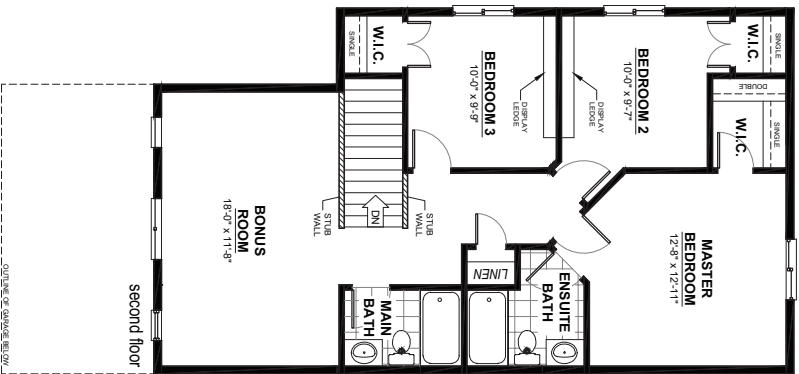 SINGLE
W.I.C.
BEDROOM 3
10'-0" x 9'-9"
DISPLAY
LEDGE
DISPLAY
LEDGE
BEDROOM 2
10'-0" x 9'-7"
W.I.C.
SINGLE
DOUBLE
SINGLE
W.I.C.
BONUS
ROOM
18'-0" x 11'-8"
STUB
WALL
DN
STUB
WALL
LINEN
MASTER
BEDROOM
12'-8" x 12'-11"
ENSUITE
BATH
MAIN
BATH
second floor
OUTLINE OF GARAGE BELOW